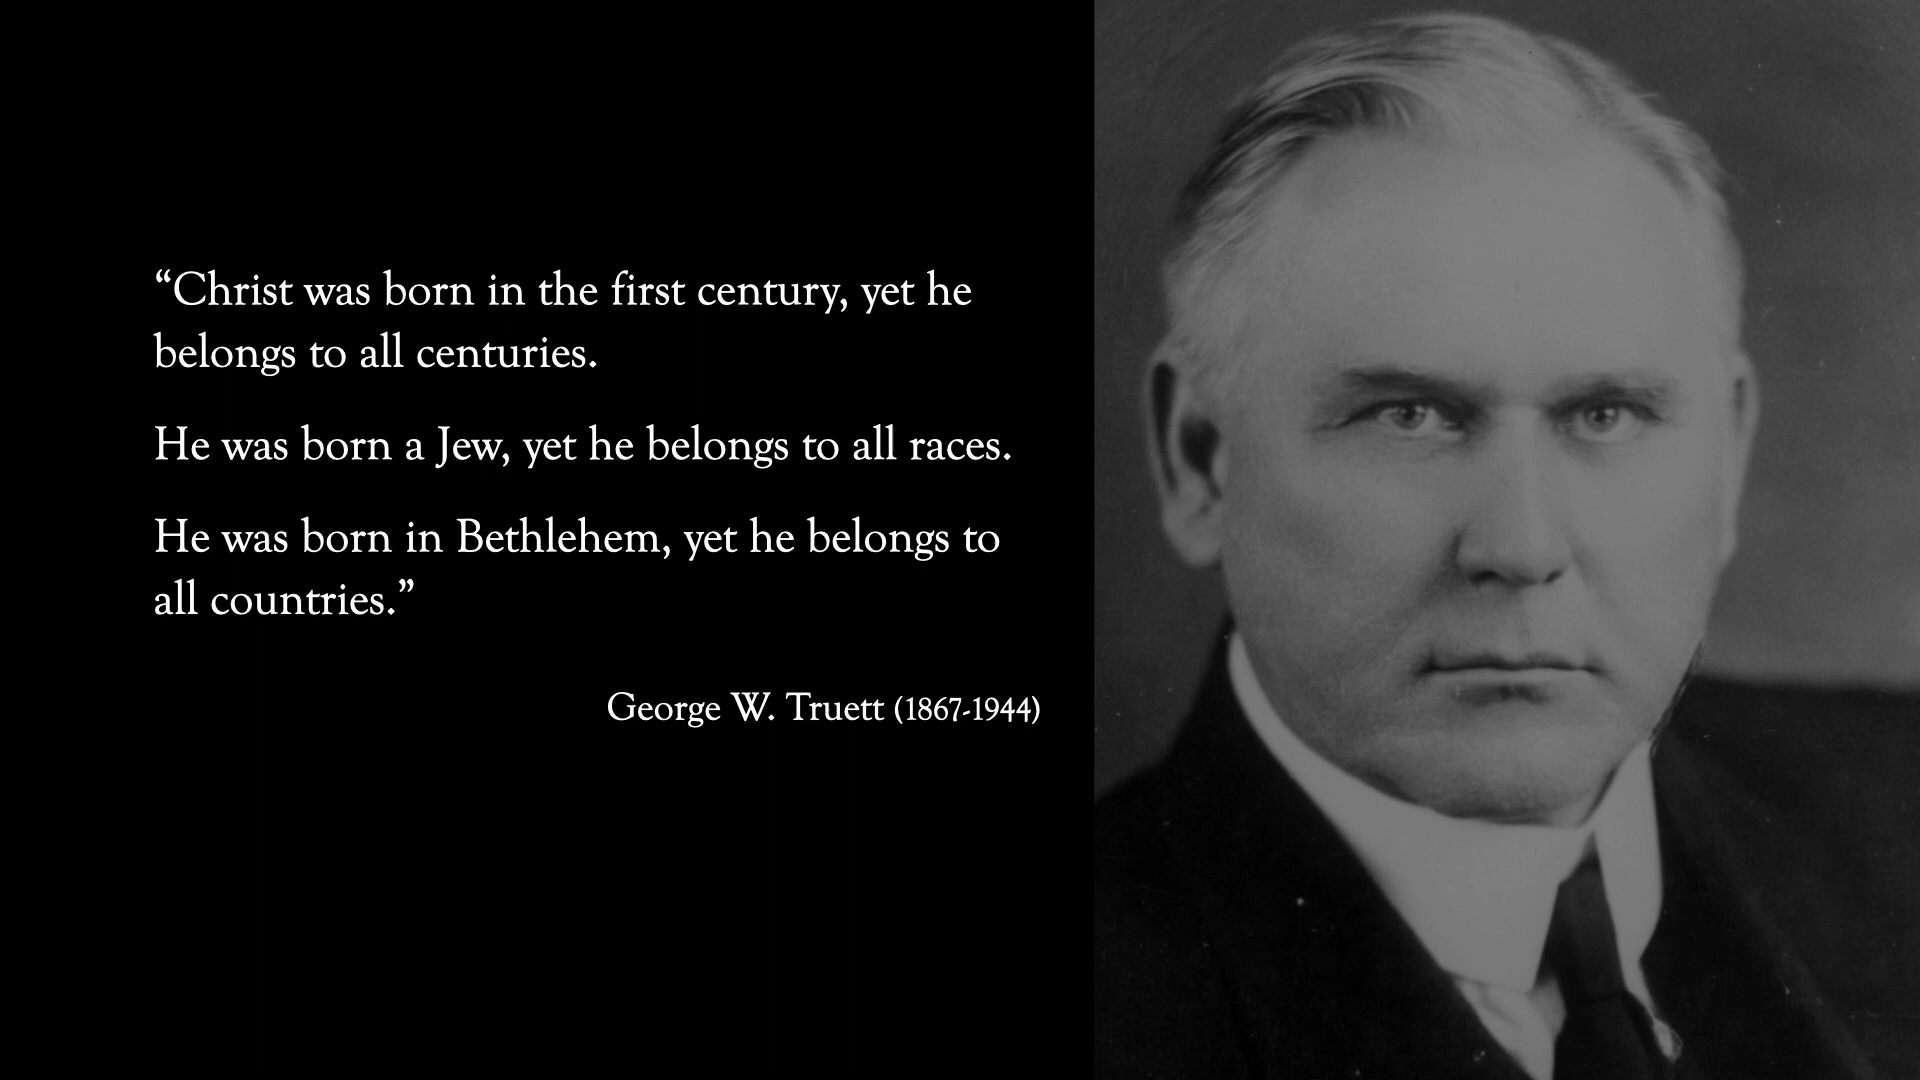 “Christ was born in the first century, yet he
belongs to all centuries.
He was born a Jew, yet he belongs to all races.
He was born in Bethlehem, yet he belongs to
all countries.”
George W. Truett (1867-1944)